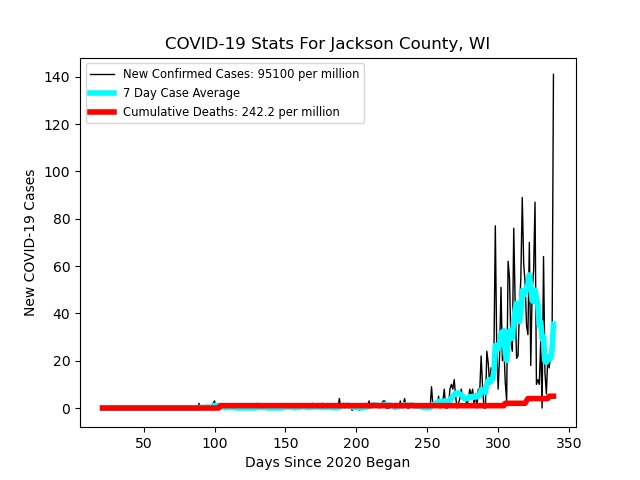 COVID-19 Stats For Jackson County, WI
New Confirmed Cases: 95100 per million
7 Day Case Average
Cumulative Deaths: 242.2 per million
New COVID-19 Cases
140
120
100
80
60
40
20
0
50
100
150
200
250
300
350
Days Since 2020 Began